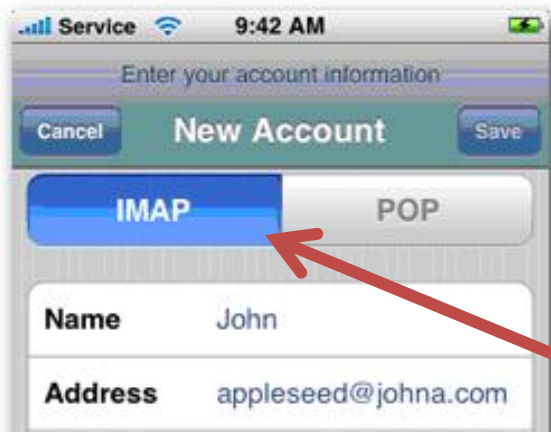 Service 9:42 AM
Enter your account information
Cancel New Account Save
IMAP POP
Name John
Address appleseed@johna.com